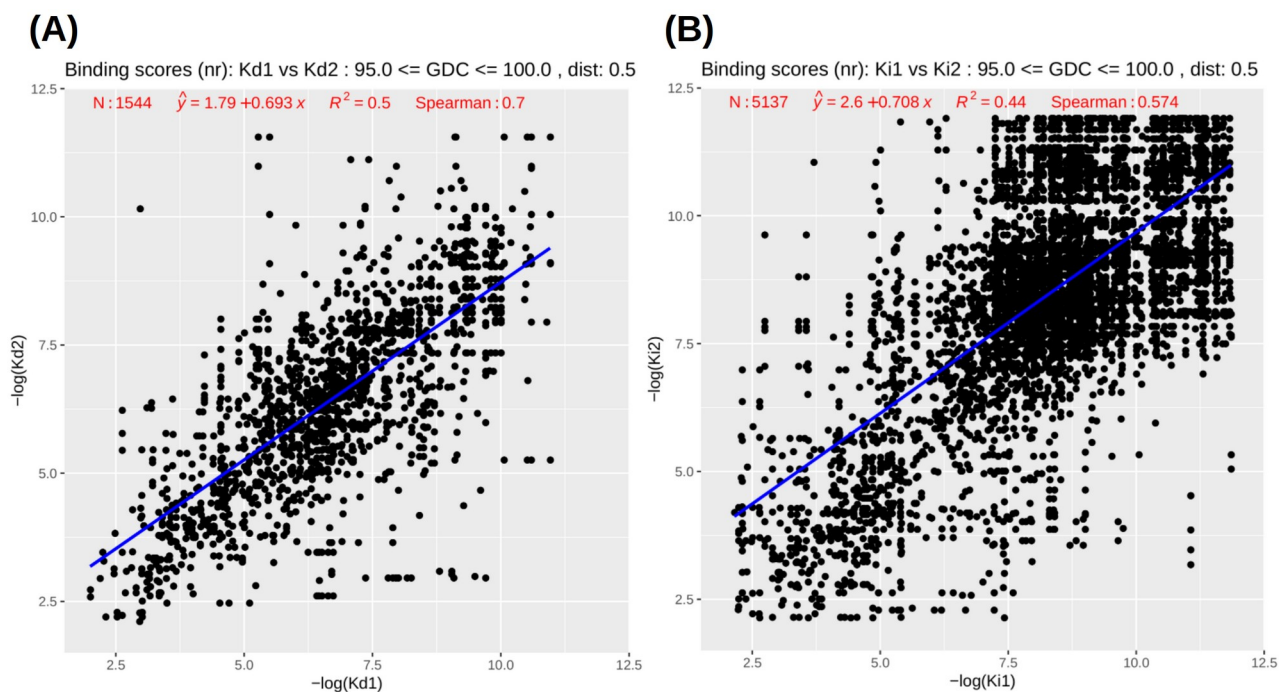 (A)
Binding scores (nr): Kd1 vs Kd2 : 95.0 <= GDC <= 100.0 , dist: 0.5
N : 1544 ŷ = 1.79 +0.693 x R² = 0.5 Spearman : 0.7
12.5
10.0
7.5
5.0
2.5
−log(Kd2)
2.5 5.0 7.5 10.0 12.5
−log(Kd1)
(B)
Binding scores (nr): Ki1 vs Ki2 : 95.0 <= GDC <= 100.0 , dist: 0.5
N : 5137 ŷ = 2.6 +0.708 x R² = 0.44 Spearman : 0.574
12.5
10.0
7.5
5.0
2.5
−log(Ki2)
2.5 5.0 7.5 10.0 12.5
−log(Ki1)